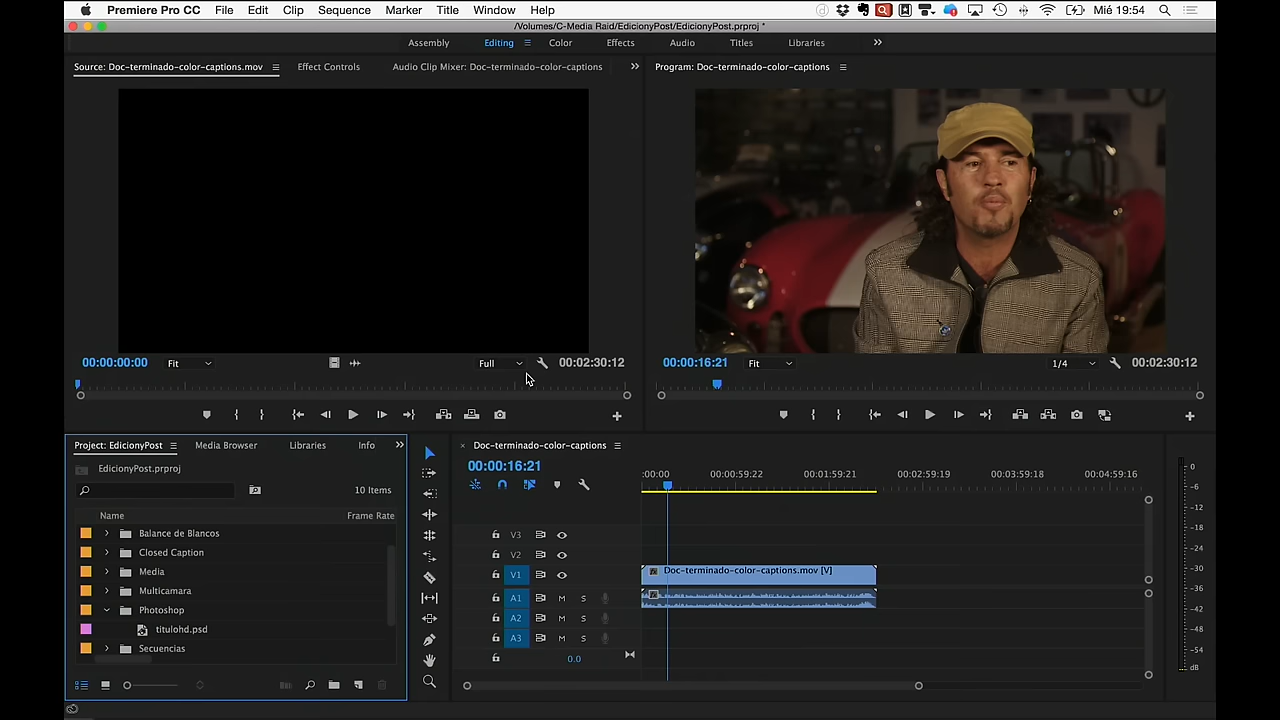 Premiere Pro CC File Edit Clip Sequence Marker Title Window Help Mié 19:54
/Volumes/C-Media Raid/EdicionyPost/EdicionyPost.prproj *
Assembly Editing Color Effects Audio Titles Libraries
Source: Doc-terminado-color-captions.mov Effect Controls Audio Clip Mixer: Doc-terminado-color-captions
Program: Doc-terminado-color-captions
00:00:00:00 Fit Full 00:02:30:12
00:00:16:21 Fit 1/4 00:02:30:12
Project: EdicionyPost Media Browser Libraries Info
EdicionyPost.prproj
10 Items
Name Frame Rate
Balance de Blancos
Closed Caption
Media
Multicamara
Photoshop
titulohd.psd
Secuencias
× Doc-terminado-color-captions
00:00:16:21
:00:00 00:00:59:22 00:01:59:21 00:02:59:19 00:03:59:18 00:04:59:16
V3
V2
V1 Doc-terminado-color-captions.mov [V]
A1 M S
A2 M S
A3 M S
0.0
0
-6
-12
-18
-24
-30
-36
-42
-48
-54
dB